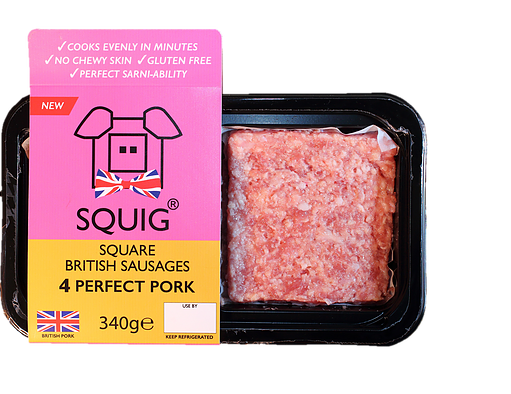 ✓COOKS EVENLY IN MINUTES
✓NO CHEWY SKIN ✓GLUTEN FREE
✓PERFECT SARNI-ABILITY
NEW
SQUIG®
SQUARE
BRITISH SAUSAGES
4 PERFECT PORK
340g℮
USE BY
BRITISH PORK
KEEP REFRIGERATED